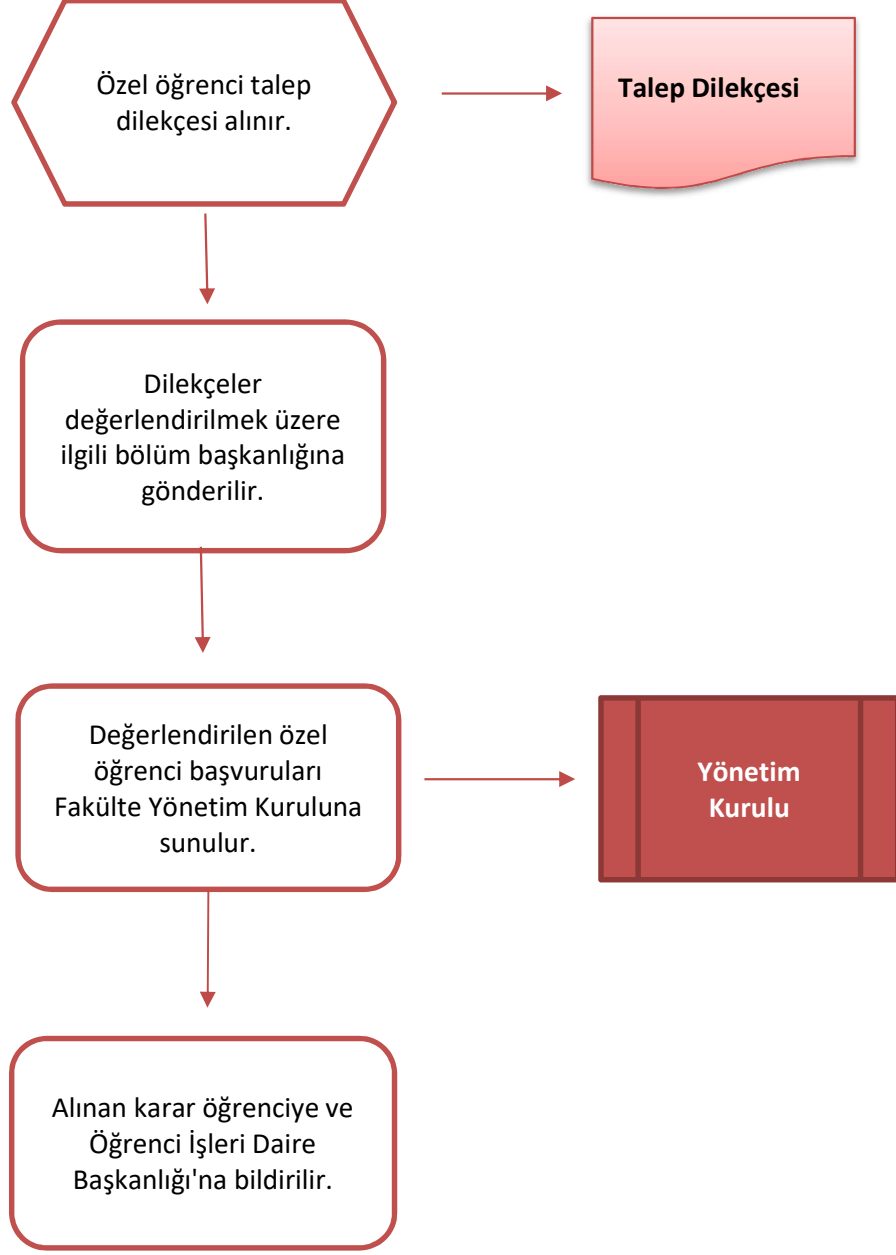 Özel öğrenci talep
dilekçesi alınır.
Talep Dilekçesi
Dilekçeler
değerlendirilmek üzere
ilgili bölüm başkanlığına
gönderilir.
Değerlendirilen özel
öğrenci başvuruları
Fakülte Yönetim Kuruluna
sunulur.
Yönetim
Kurulu
Alınan karar öğrenciye ve
Öğrenci İşleri Daire
Başkanlığı'na bildirilir.